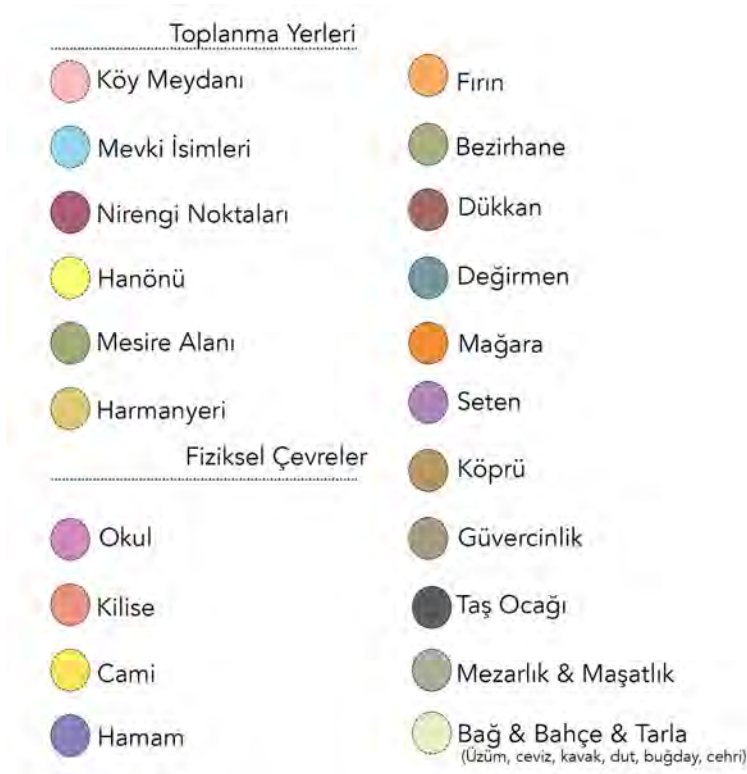 Toplanma Yerleri
Köy Meydanı
Mevki İsimleri
Nirengi Noktaları
Hanönü
Mesire Alanı
Harmanyeri
Fiziksel Çevreler
Okul
Kilise
Cami
Hamam
Fırın
Bezirhane
Dükkan
Değirmen
Mağara
Seten
Köprü
Güvercinlik
Taş Ocağı
Mezarlık & Maşatlık
Bağ & Bahçe & Tarla
(Üzüm, ceviz, kavak, dut, buğday, cehri)